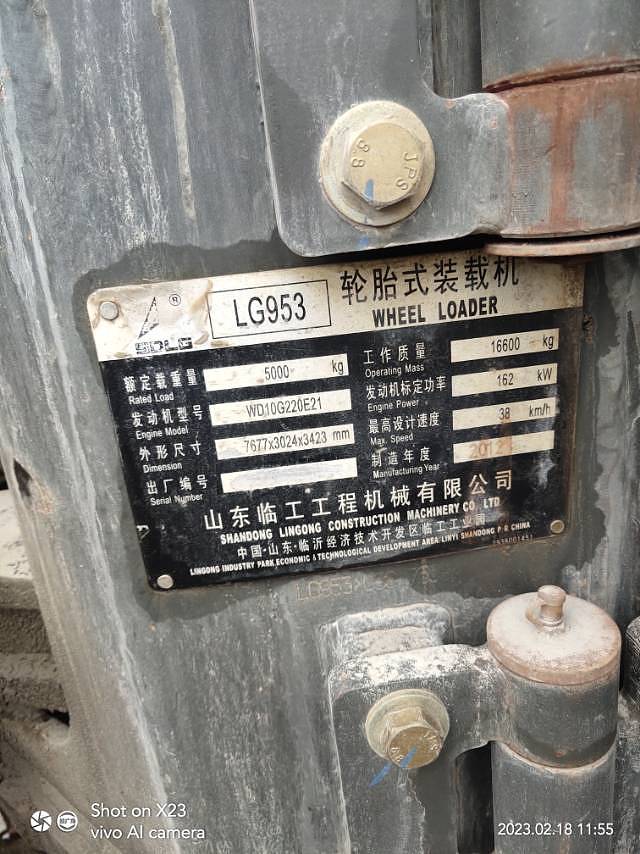 8.8 JPS
SDLG ® LG953 轮胎式装载机
WHEEL LOADER
额定载重量 5000 kg
Rated Load
发动机型号 WD10G220E21
Engine Model
外形尺寸 7677x3024x3423 mm
Dimension
出厂编号
Serial Number
工作质量 16600 kg
Operating Mass
发动机标定功率 162 kW
Engine Power
最高设计速度 38 km/h
Max. Speed
制造年度
Manufacturing Year
山东临工工程机械有限公司
SHANDONG LINGONG CONSTRUCTION MACHINERY CO LTD
中国·山东·临沂经济技术开发区临工工业园
LINGONG INDUSTRY PARK ECONOMIC & TECHNOLOGICAL DEVELOPMENT AREA LINYI SHANDONG P R CHINA
LG953
Shot on X23
vivo AI camera
2023.02.18 11:55